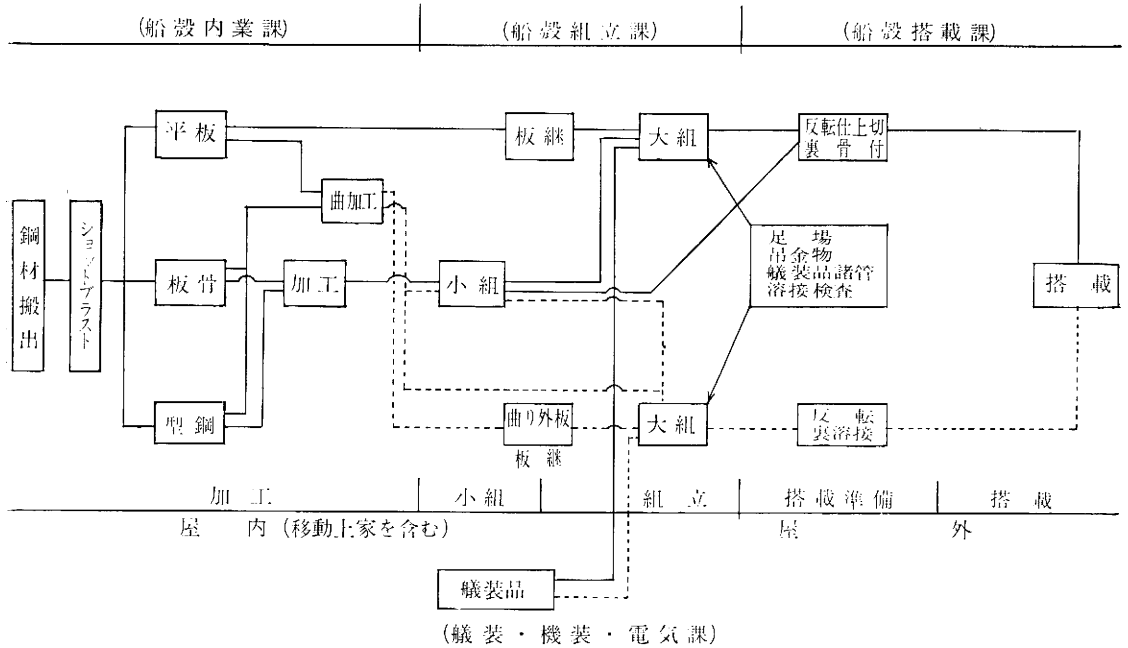 (船殻内業課)
(船殻組立課)
(船殻搭載課)
平板
板継
大組
反転仕上切
裏骨付
曲加工
鋼材搬出
ショットブラスト
足場
吊金物
艤装品諸管
溶接検査
板骨
加工
小組
搭載
型鋼
曲り外板
板継
大組
反転
裏溶接
加工
小組
組立
搭載準備
搭載
屋内(移動上家を含む)
屋外
艤装品
(艤装・機装・電気課)